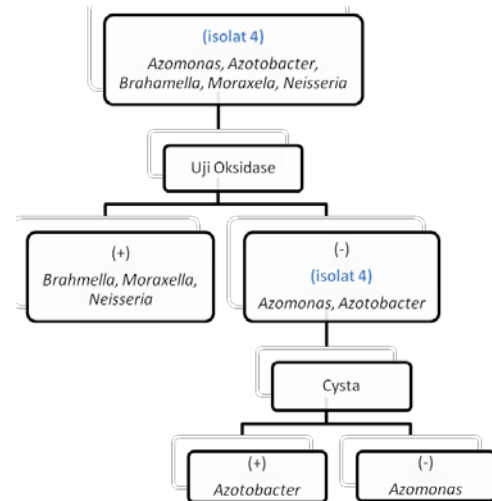 (isolat 4)
Azomonas, Azotobacter,
Brahamella, Moraxela, Neisseria
Uji Oksidase
(+)
Brahmella, Moraxella,
Neisseria
(-)
(isolat 4)
Azomonas, Azotobacter
Cysta
(+)
Azotobacter
(-)
Azomonas